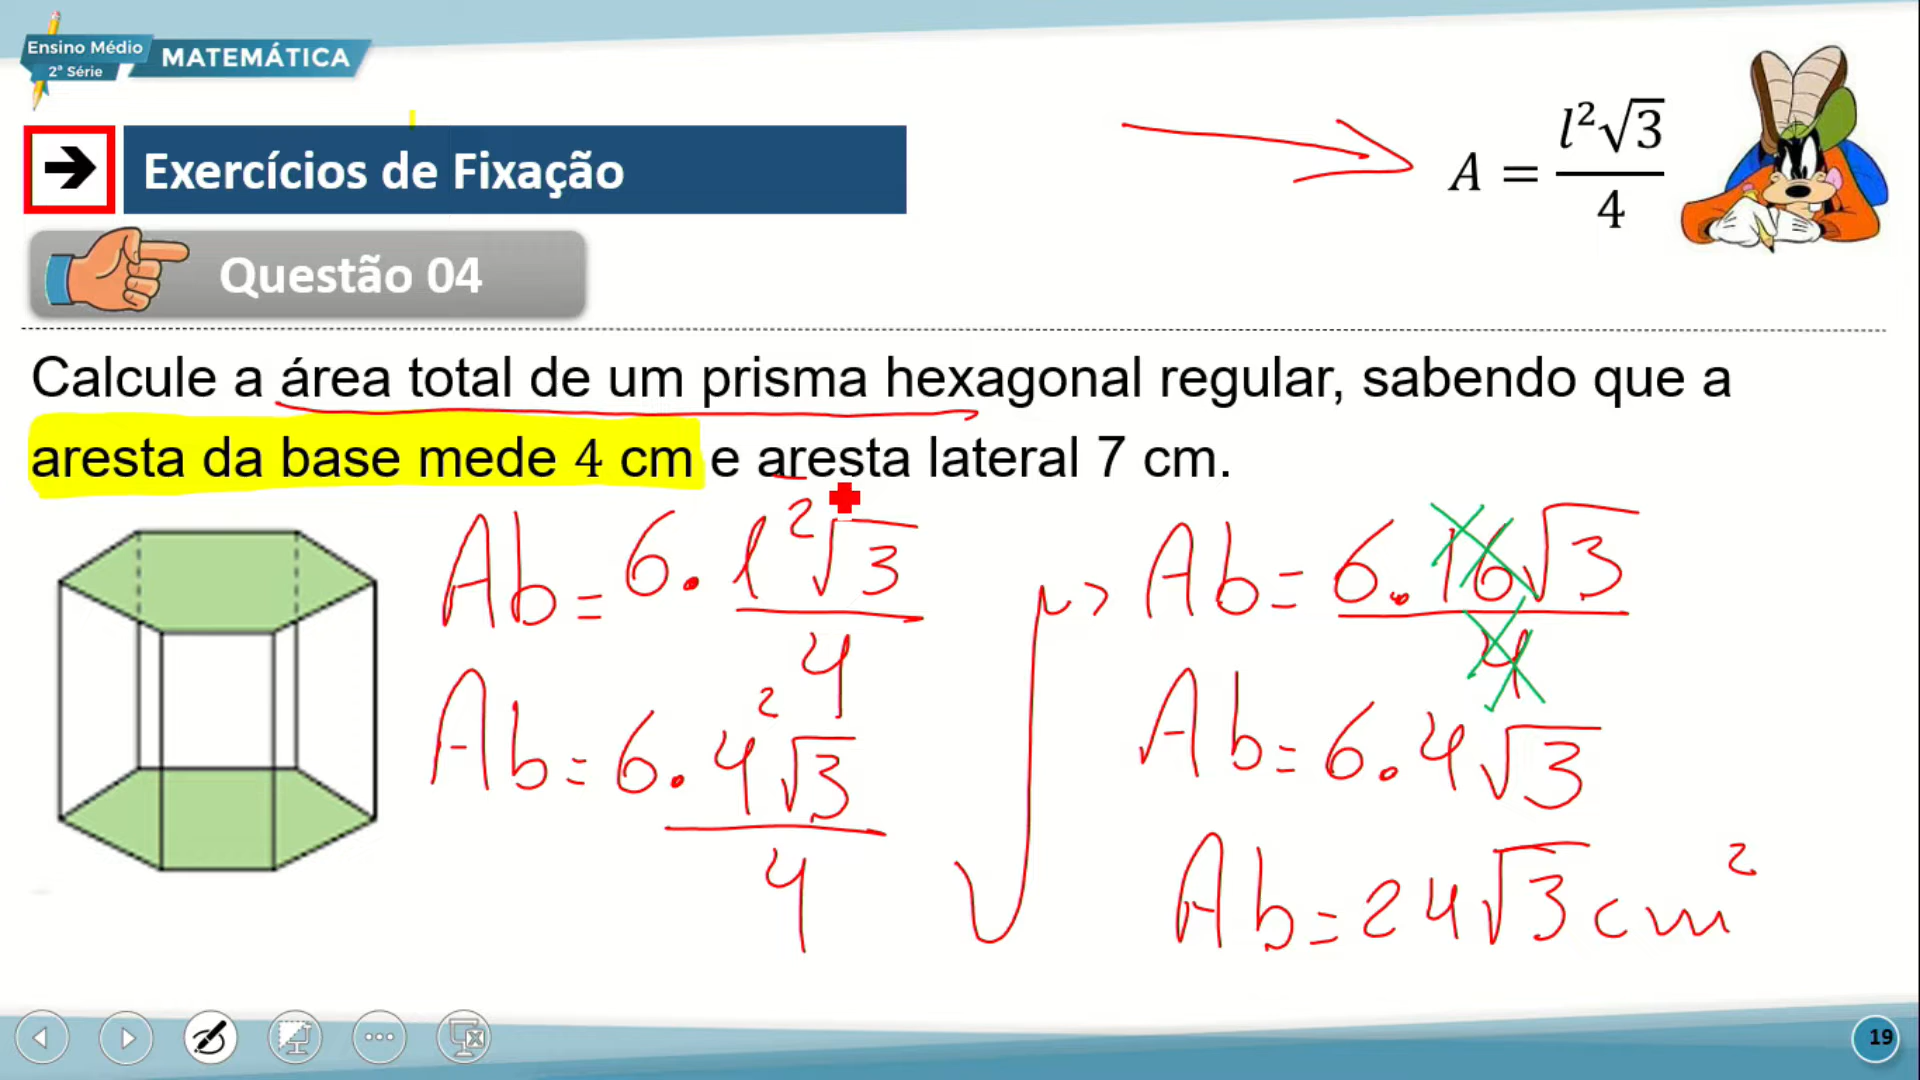 Ensino Médio
2ª Série
MATEMÁTICA
Exercícios de Fixação
A = l²√3/4
Questão 04
Calcule a área total de um prisma hexagonal regular, sabendo que a
aresta da base mede 4 cm e aresta lateral 7 cm.
Ab = 6 . l²√3/4
Ab = 6 . 4²√3/4
Ab = 6 . 16√3/4
Ab = 6 . 4√3
Ab = 24√3 cm²
19